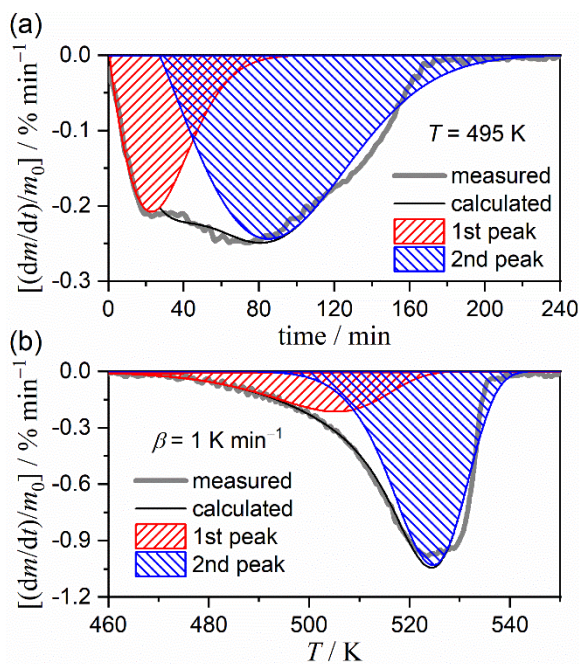 (a)
0.0
-0.1
-0.2
-0.3
[(dm/dt)/m₀] / % min⁻¹
T = 495 K
measured
calculated
1st peak
2nd peak
0 40 80 120 160 200 240
time / min
(b)
0.0
-0.3
-0.6
-0.9
-1.2
[(dm/dt)/m₀] / % min⁻¹
β = 1 K min⁻¹
measured
calculated
1st peak
2nd peak
460 480 500 520 540
T / K